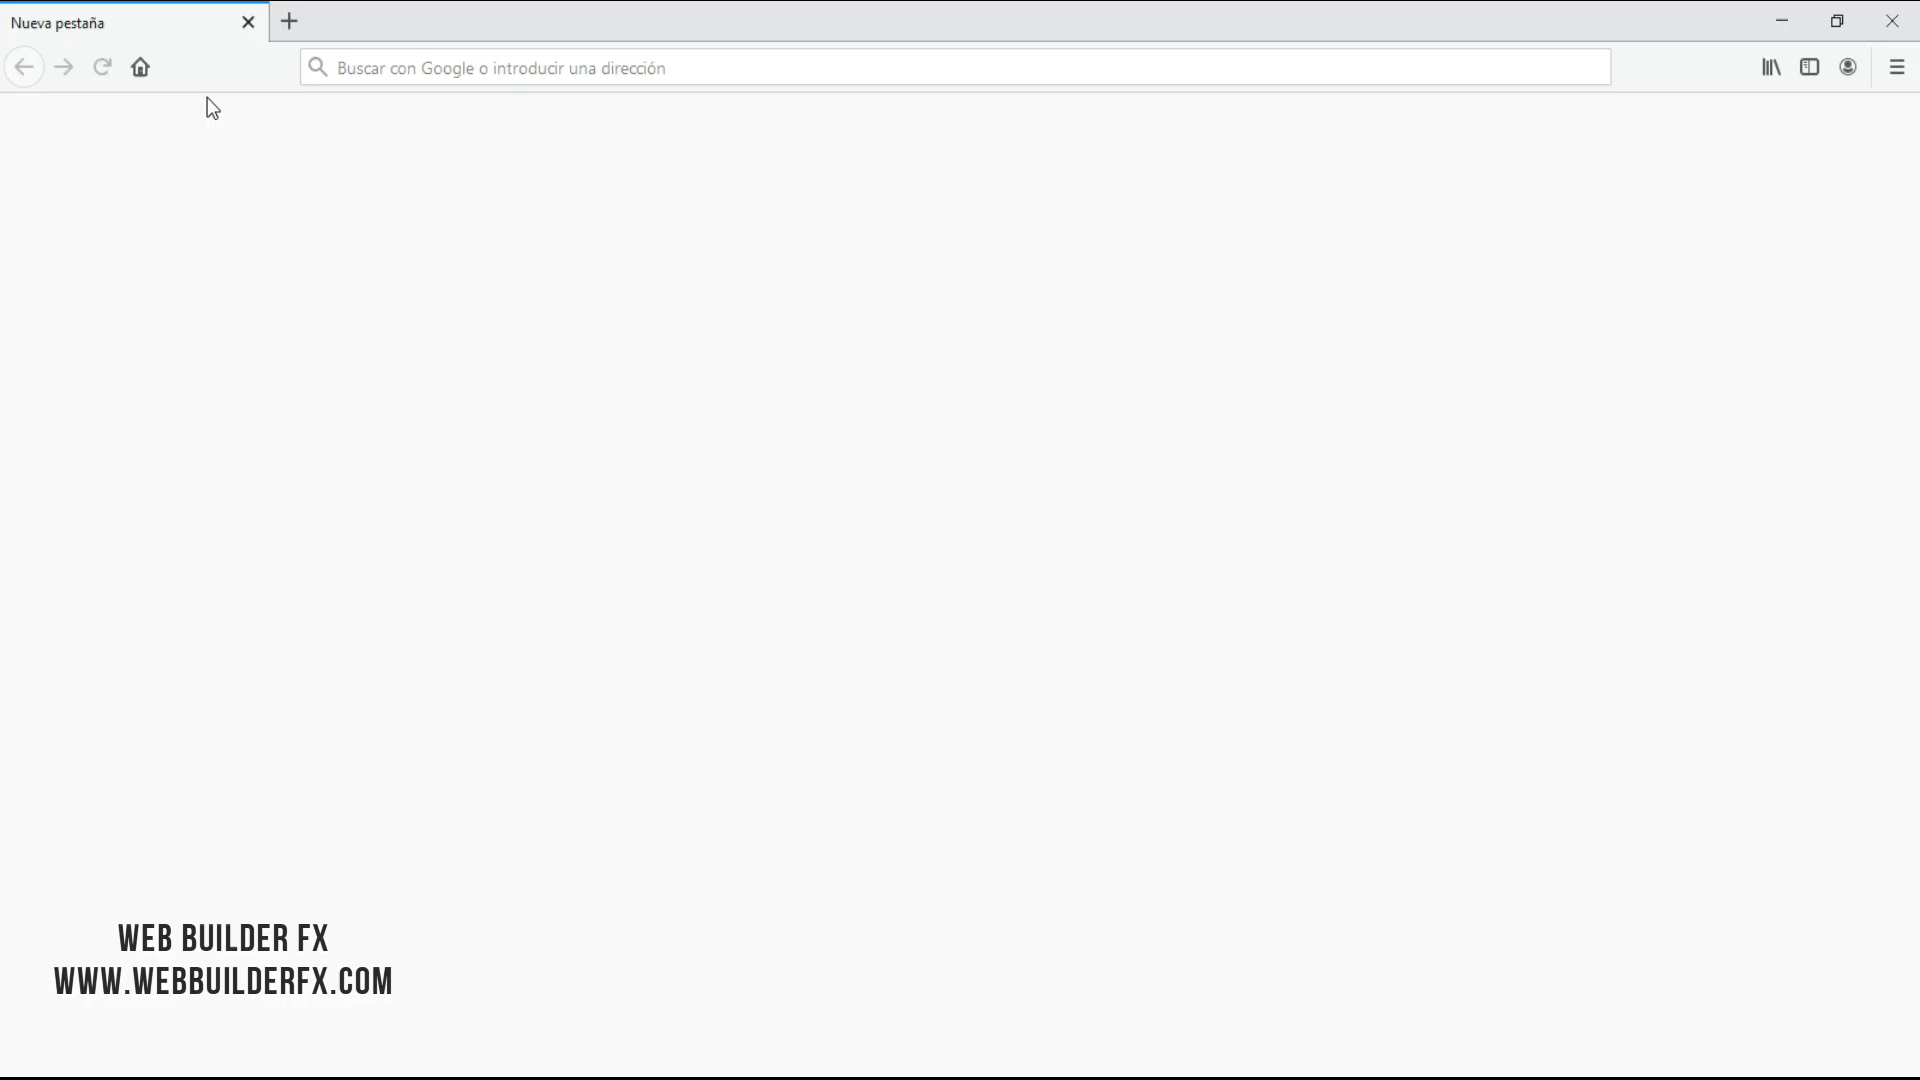 Nueva pestaña
Buscar con Google o introducir una dirección
WEB BUILDER FX
WWW.WEBBUILDERFX.COM